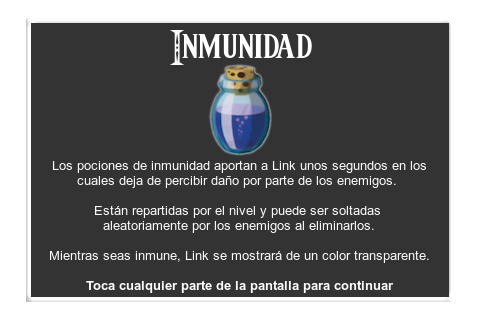 INMUNIDAD
Los pociones de inmunidad aportan a Link unos segundos en los
cuales deja de percibir daño por parte de los enemigos.
Están repartidas por el nivel y puede ser soltadas
aleatoriamente por los enemigos al eliminarlos.
Mientras seas inmune, Link se mostrará de un color transparente.
Toca cualquier parte de la pantalla para continuar